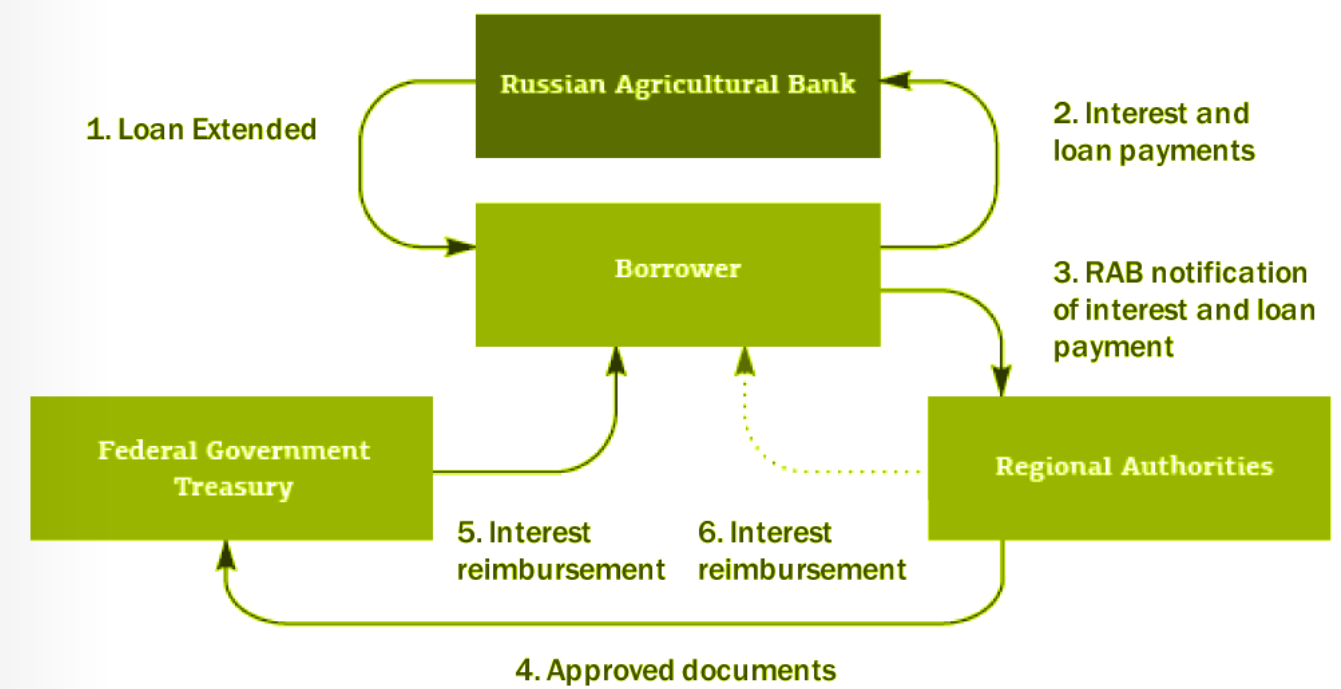 Russian Agricultural Bank
1. Loan Extended
2. Interest and
loan payments
Borrower
3. RAB notification
of interest and loan
payment
Federal Government
Treasury
Regional Authorities
5. Interest
reimbursement
6. Interest
reimbursement
4. Approved documents